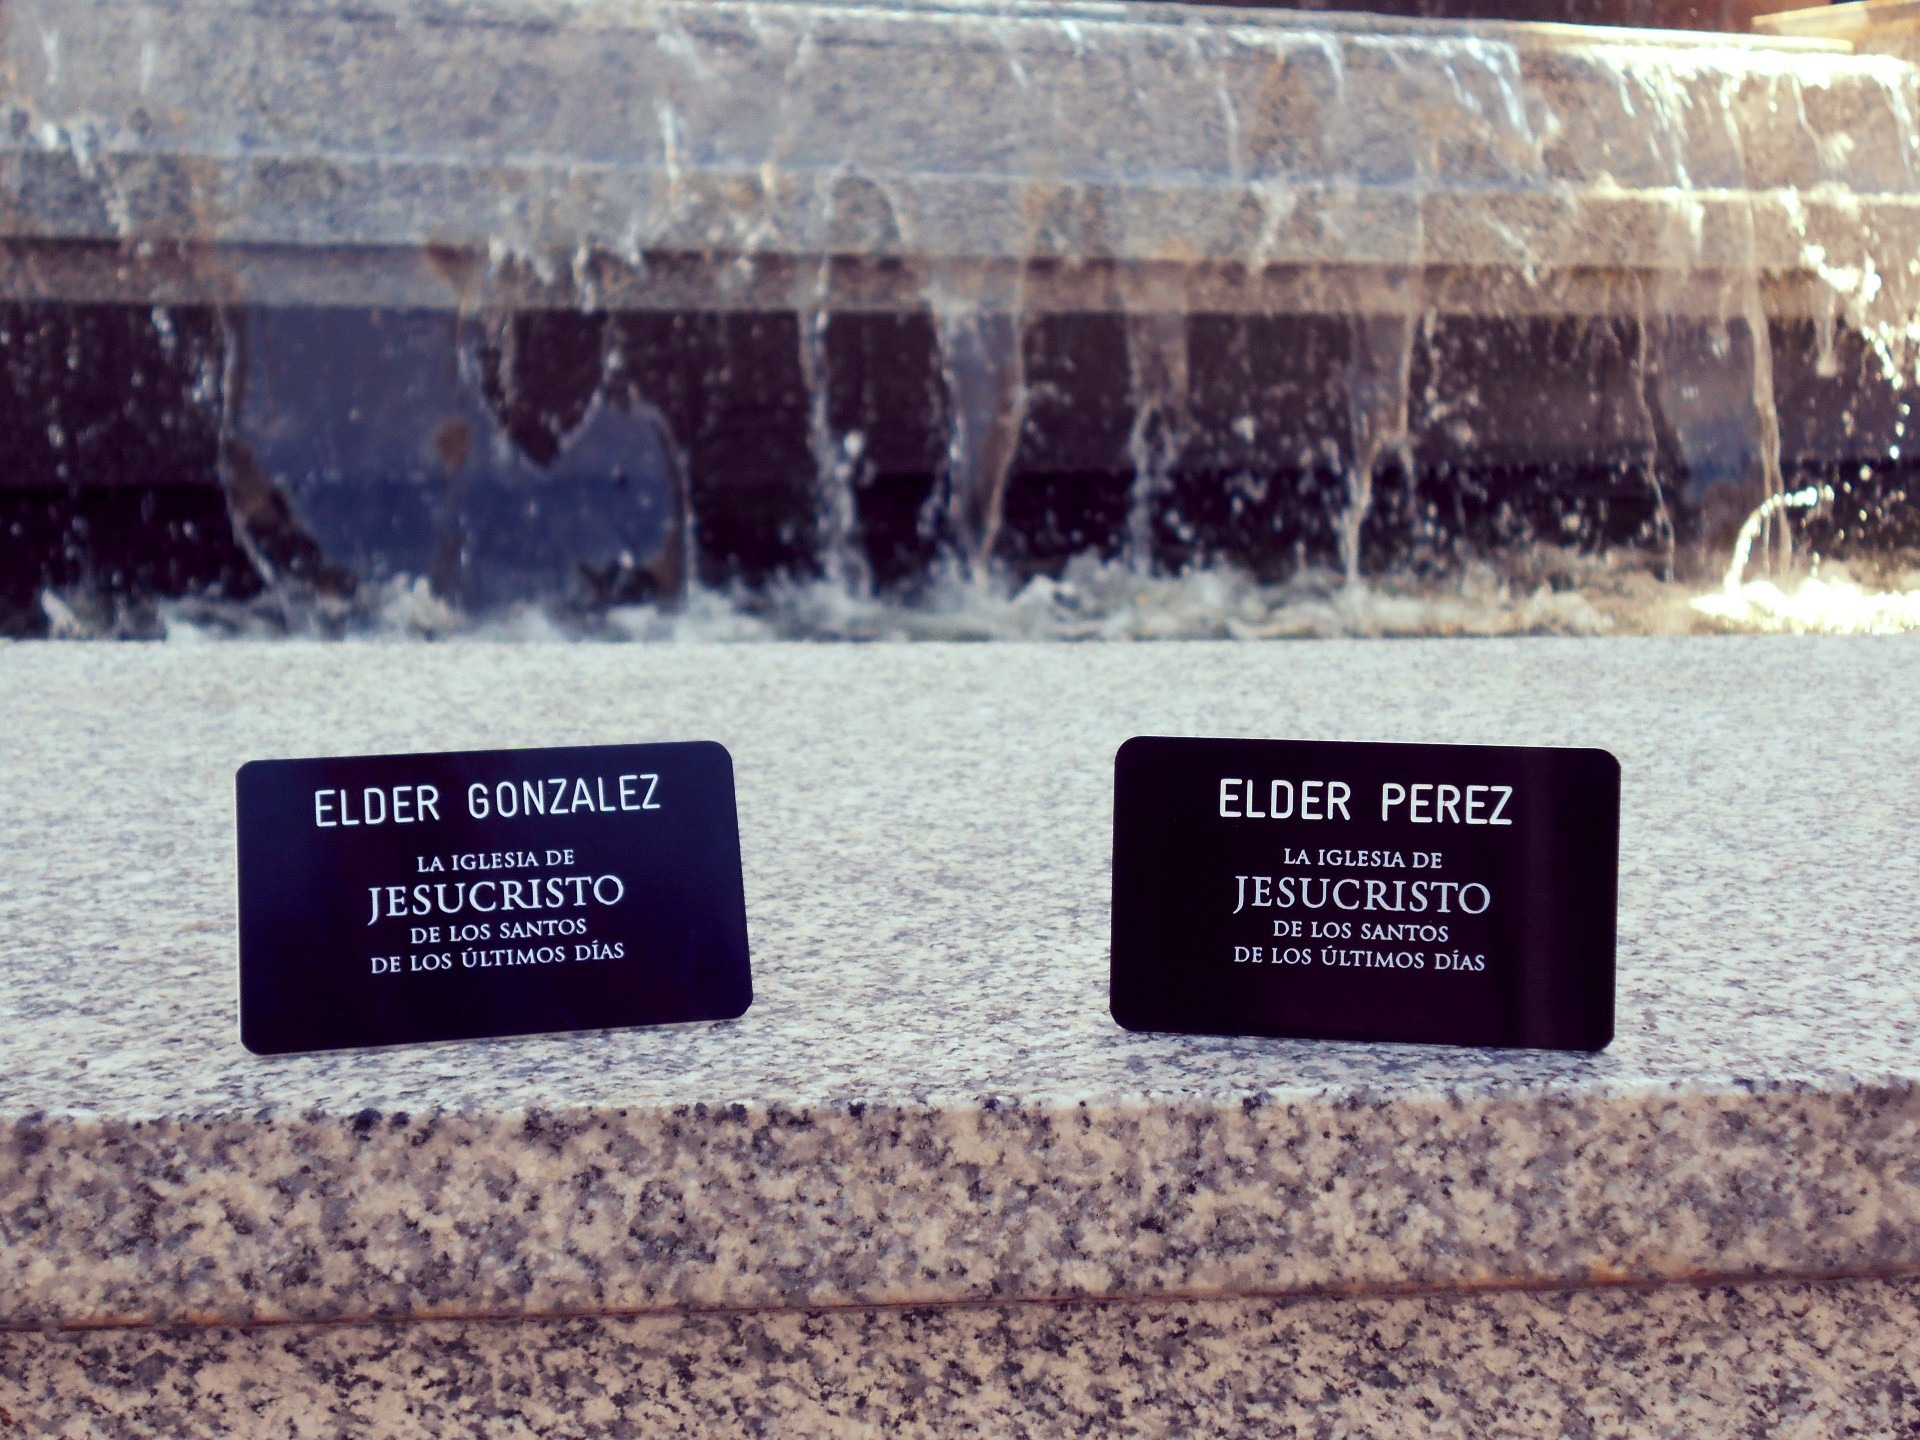 ELDER GONZALEZ
LA IGLESIA DE
JESUCRISTO
DE LOS SANTOS
DE LOS ÚLTIMOS DÍAS
ELDER PEREZ
LA IGLESIA DE
JESUCRISTO
DE LOS SANTOS
DE LOS ÚLTIMOS DÍAS